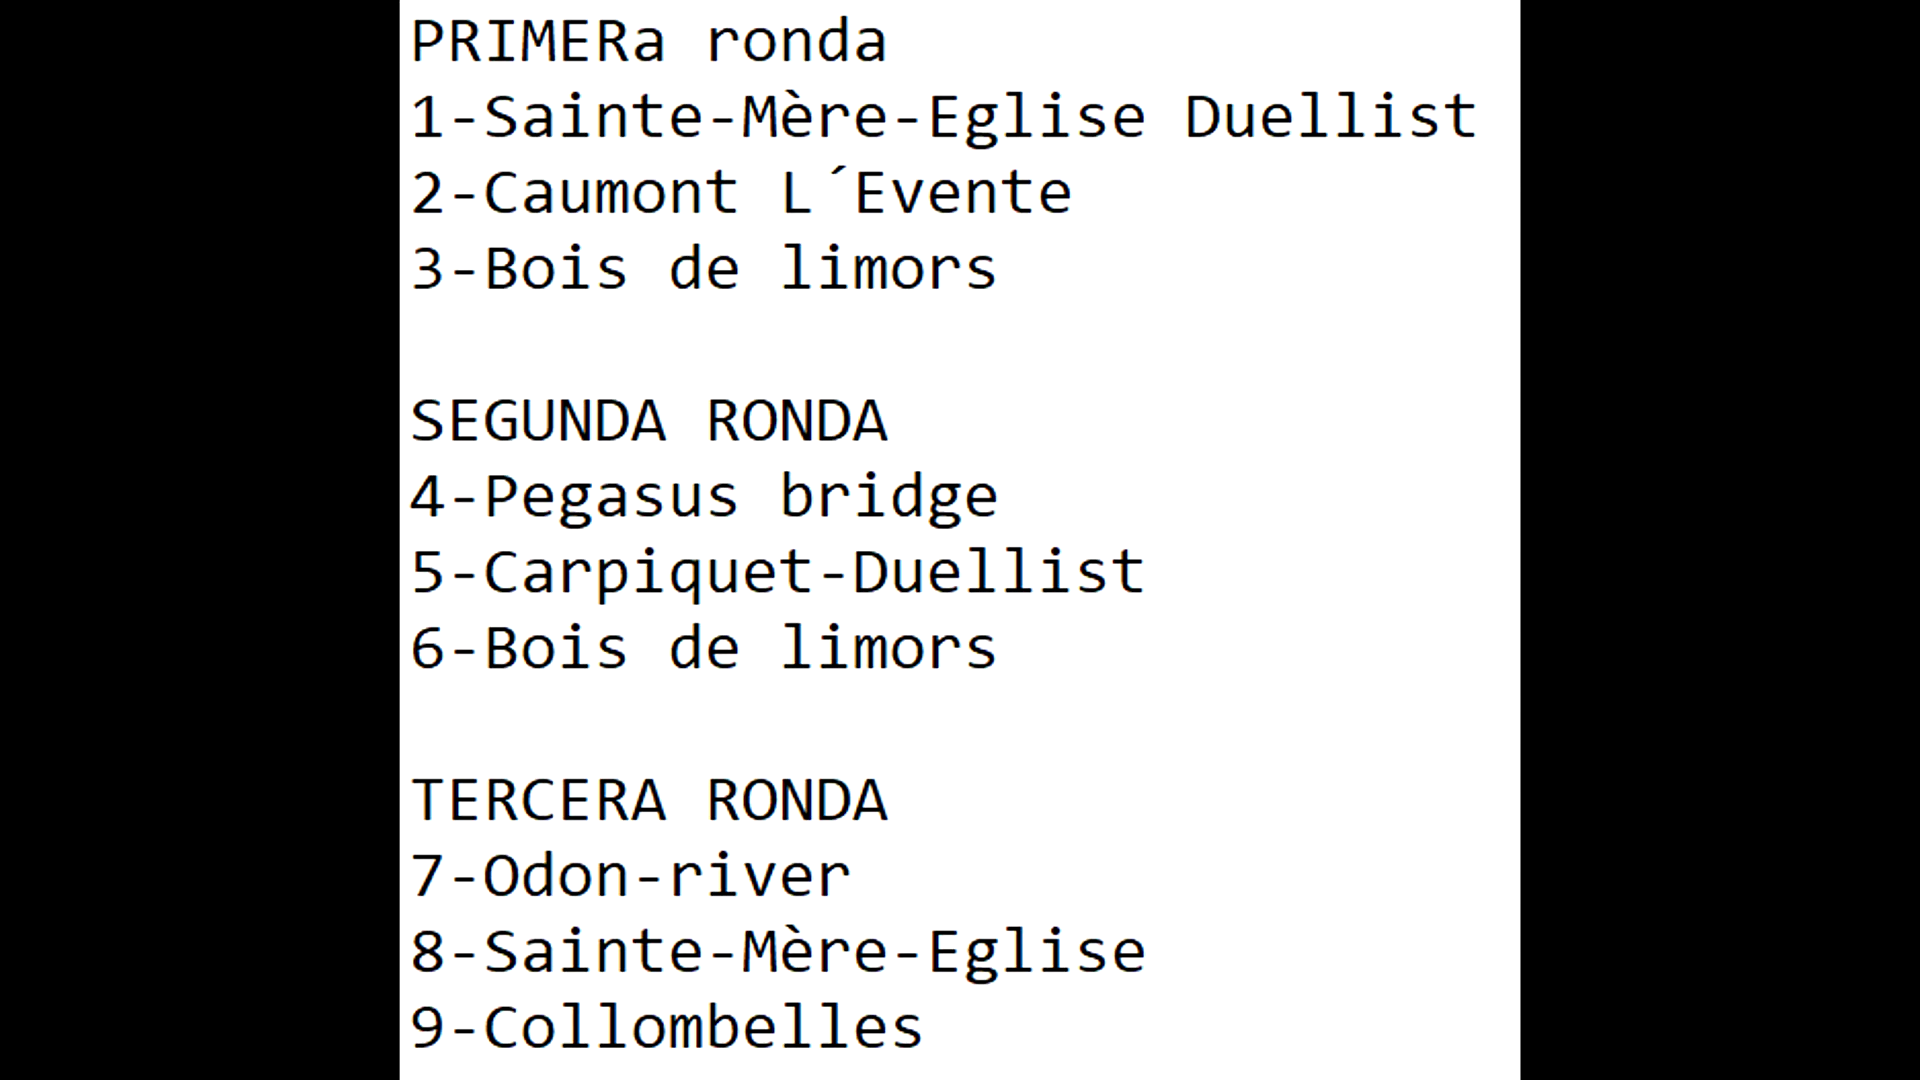 PRIMERa ronda
1-Sainte-Mère-Eglise Duellist
2-Caumont L´Evente
3-Bois de limors
SEGUNDA RONDA
4-Pegasus bridge
5-Carpiquet-Duellist
6-Bois de limors
TERCERA RONDA
7-Odon-river
8-Sainte-Mère-Eglise
9-Collombelles